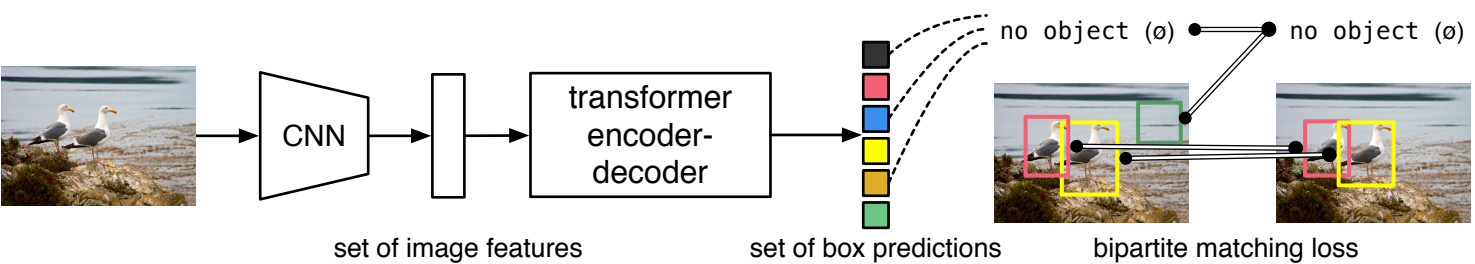 no object (ø)
no object (ø)
CNN
transformer
encoder-
decoder
set of image features
set of box predictions
bipartite matching loss